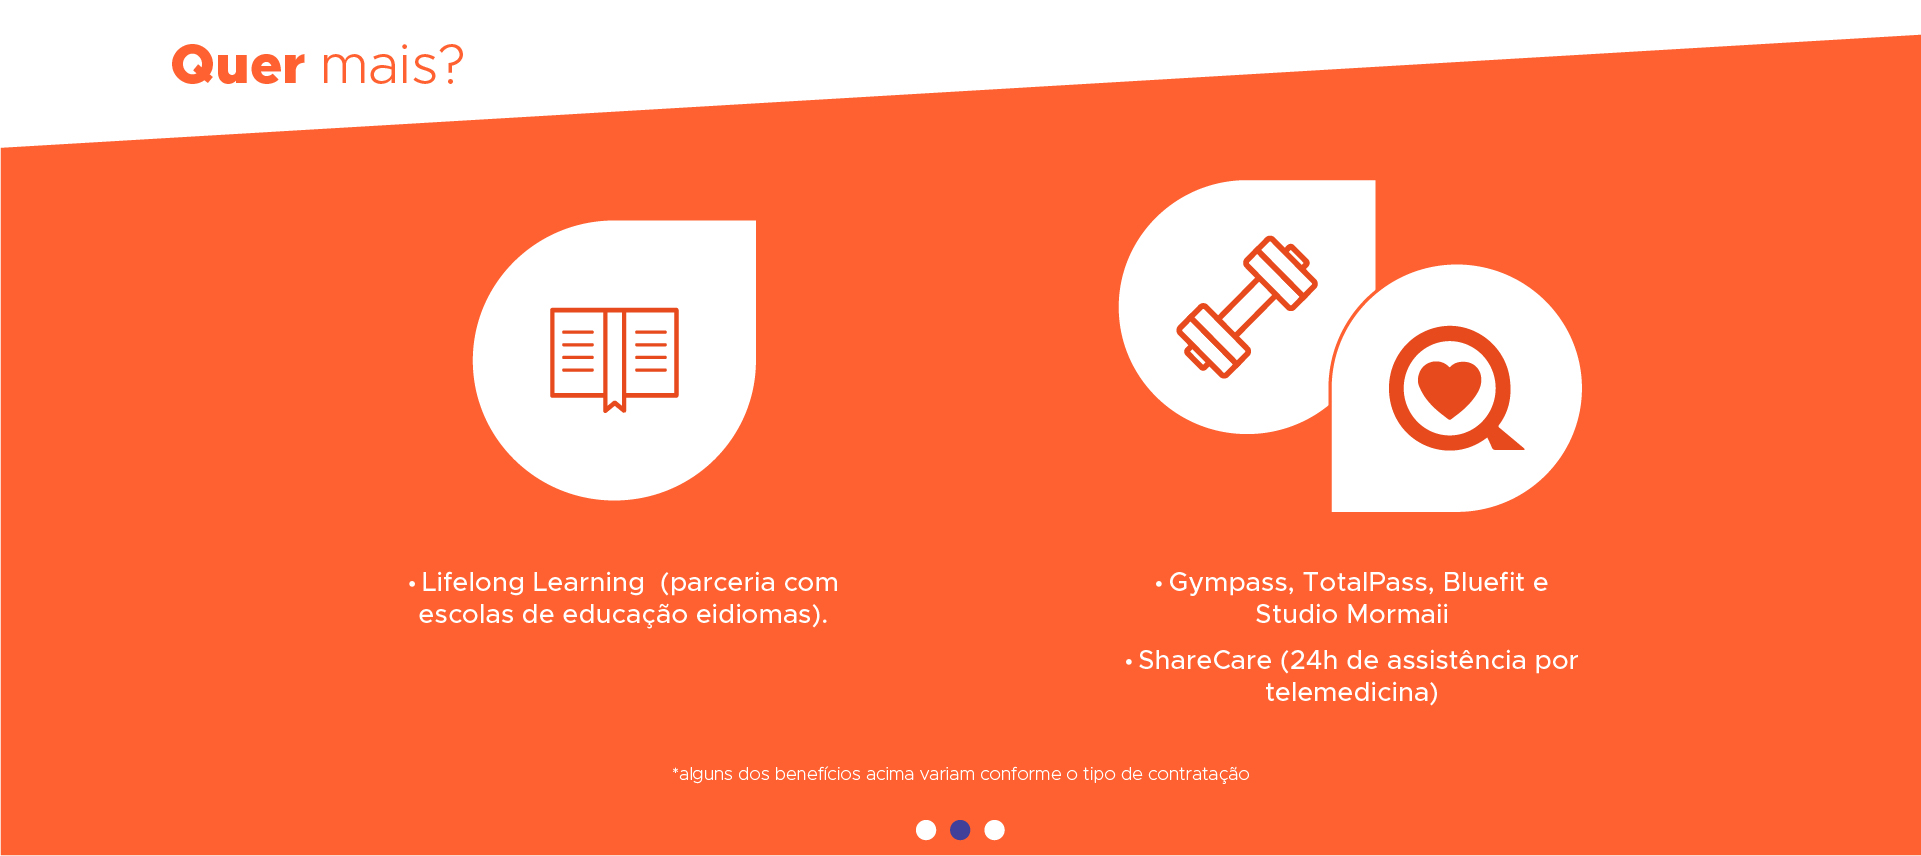 Quer mais?
• Lifelong Learning  (parceria com
escolas de educação eidiomas).
• Gympass, TotalPass, Bluefit e
Studio Mormaii
• ShareCare (24h de assistência por
telemedicina)
*alguns dos benefícios acima variam conforme o tipo de contratação